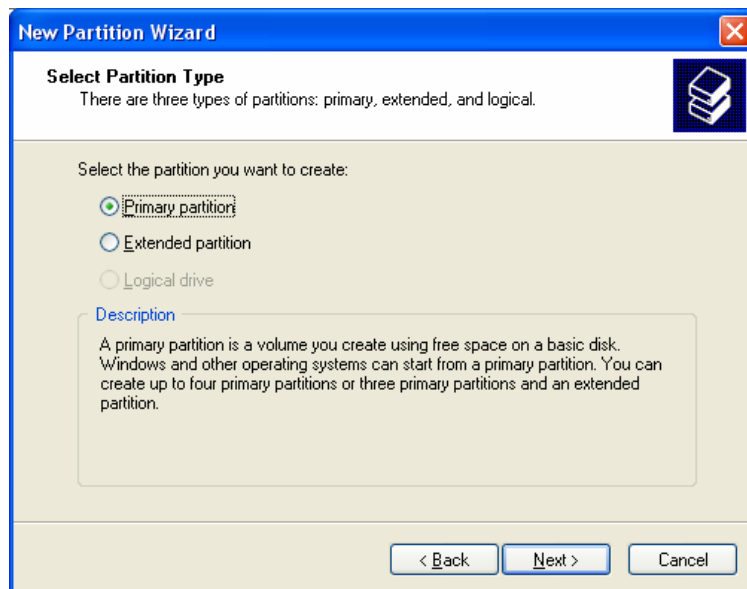 New Partition Wizard
Select Partition Type
There are three types of partitions: primary, extended, and logical.
Select the partition you want to create:
Primary partition
Extended partition
Logical drive
Description
A primary partition is a volume you create using free space on a basic disk.
Windows and other operating systems can start from a primary partition. You can
create up to four primary partitions or three primary partitions and an extended
partition.
< Back
Next >
Cancel